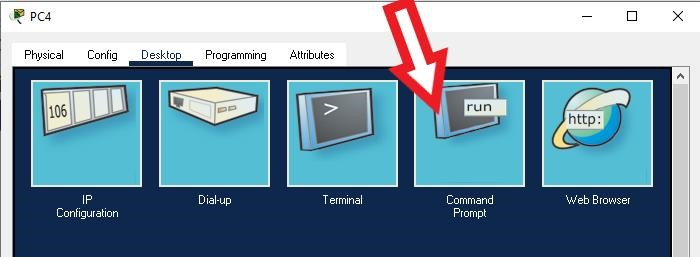 PC4
Physical Config Desktop Programming Attributes
106
>
run
http:
IP
Configuration
Dial-up
Terminal
Command
Prompt
Web Browser